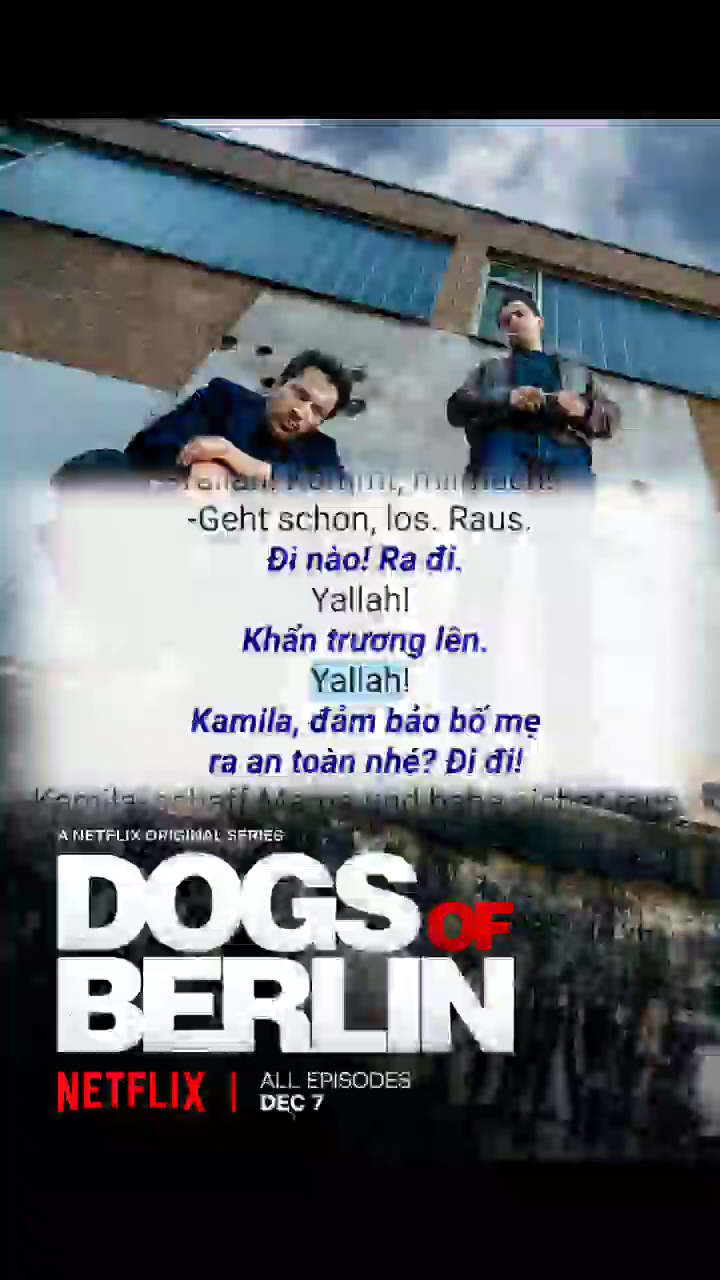 -Geht schon, los. Raus.
Đi nào! Ra đi.
Yallah!
Khẩn trương lên.
Yallah!
Kamila, đảm bảo bố mẹ
ra an toàn nhé? Đi đi!
A NETFLIX ORIGINAL SERIES
DOGS OF
BERLIN
NETFLIX | ALL EPISODES
DEC 7